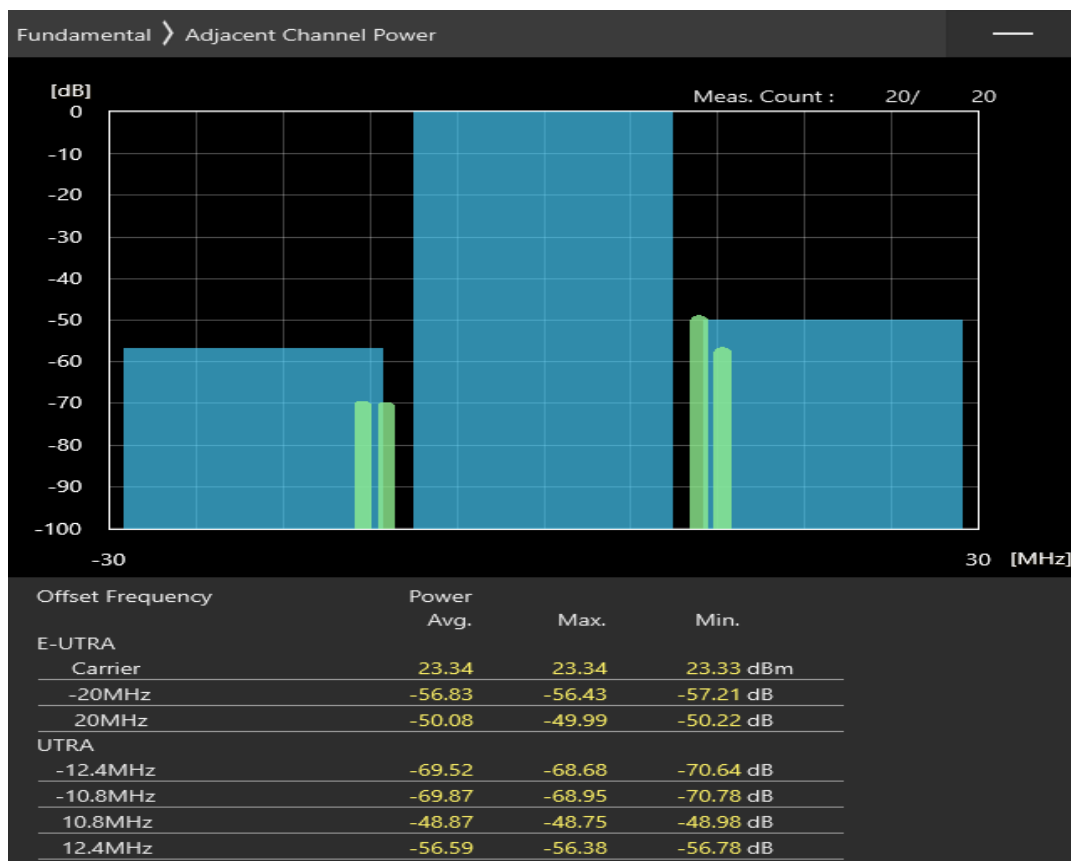 Fundamental ❯ Adjacent Channel Power
[dB]
Meas. Count : 20/ 20
0
-10
-20
-30
-40
-50
-60
-70
-80
-90
-100
-30 30 [MHz]
Offset Frequency Power
Avg. Max. Min.
E-UTRA
Carrier 23.34 23.34 23.33 dBm
-20MHz -56.83 -56.43 -57.21 dB
20MHz -50.08 -49.99 -50.22 dB
UTRA
-12.4MHz -69.52 -68.68 -70.64 dB
-10.8MHz -69.87 -68.95 -70.78 dB
10.8MHz -48.87 -48.75 -48.98 dB
12.4MHz -56.59 -56.38 -56.78 dB